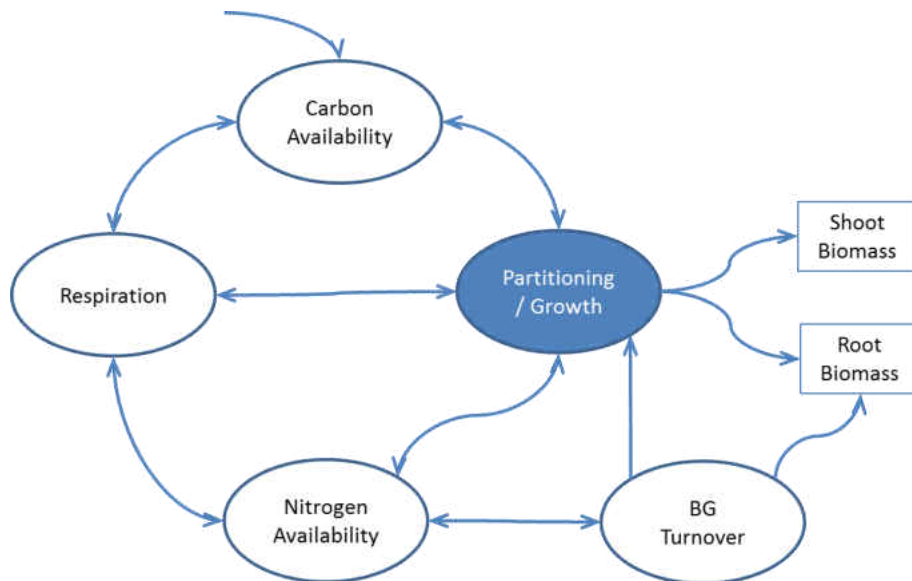 Carbon
Availability
Shoot
Biomass
Respiration
Partitioning
/ Growth
Root
Biomass
Nitrogen
Availability
BG
Turnover